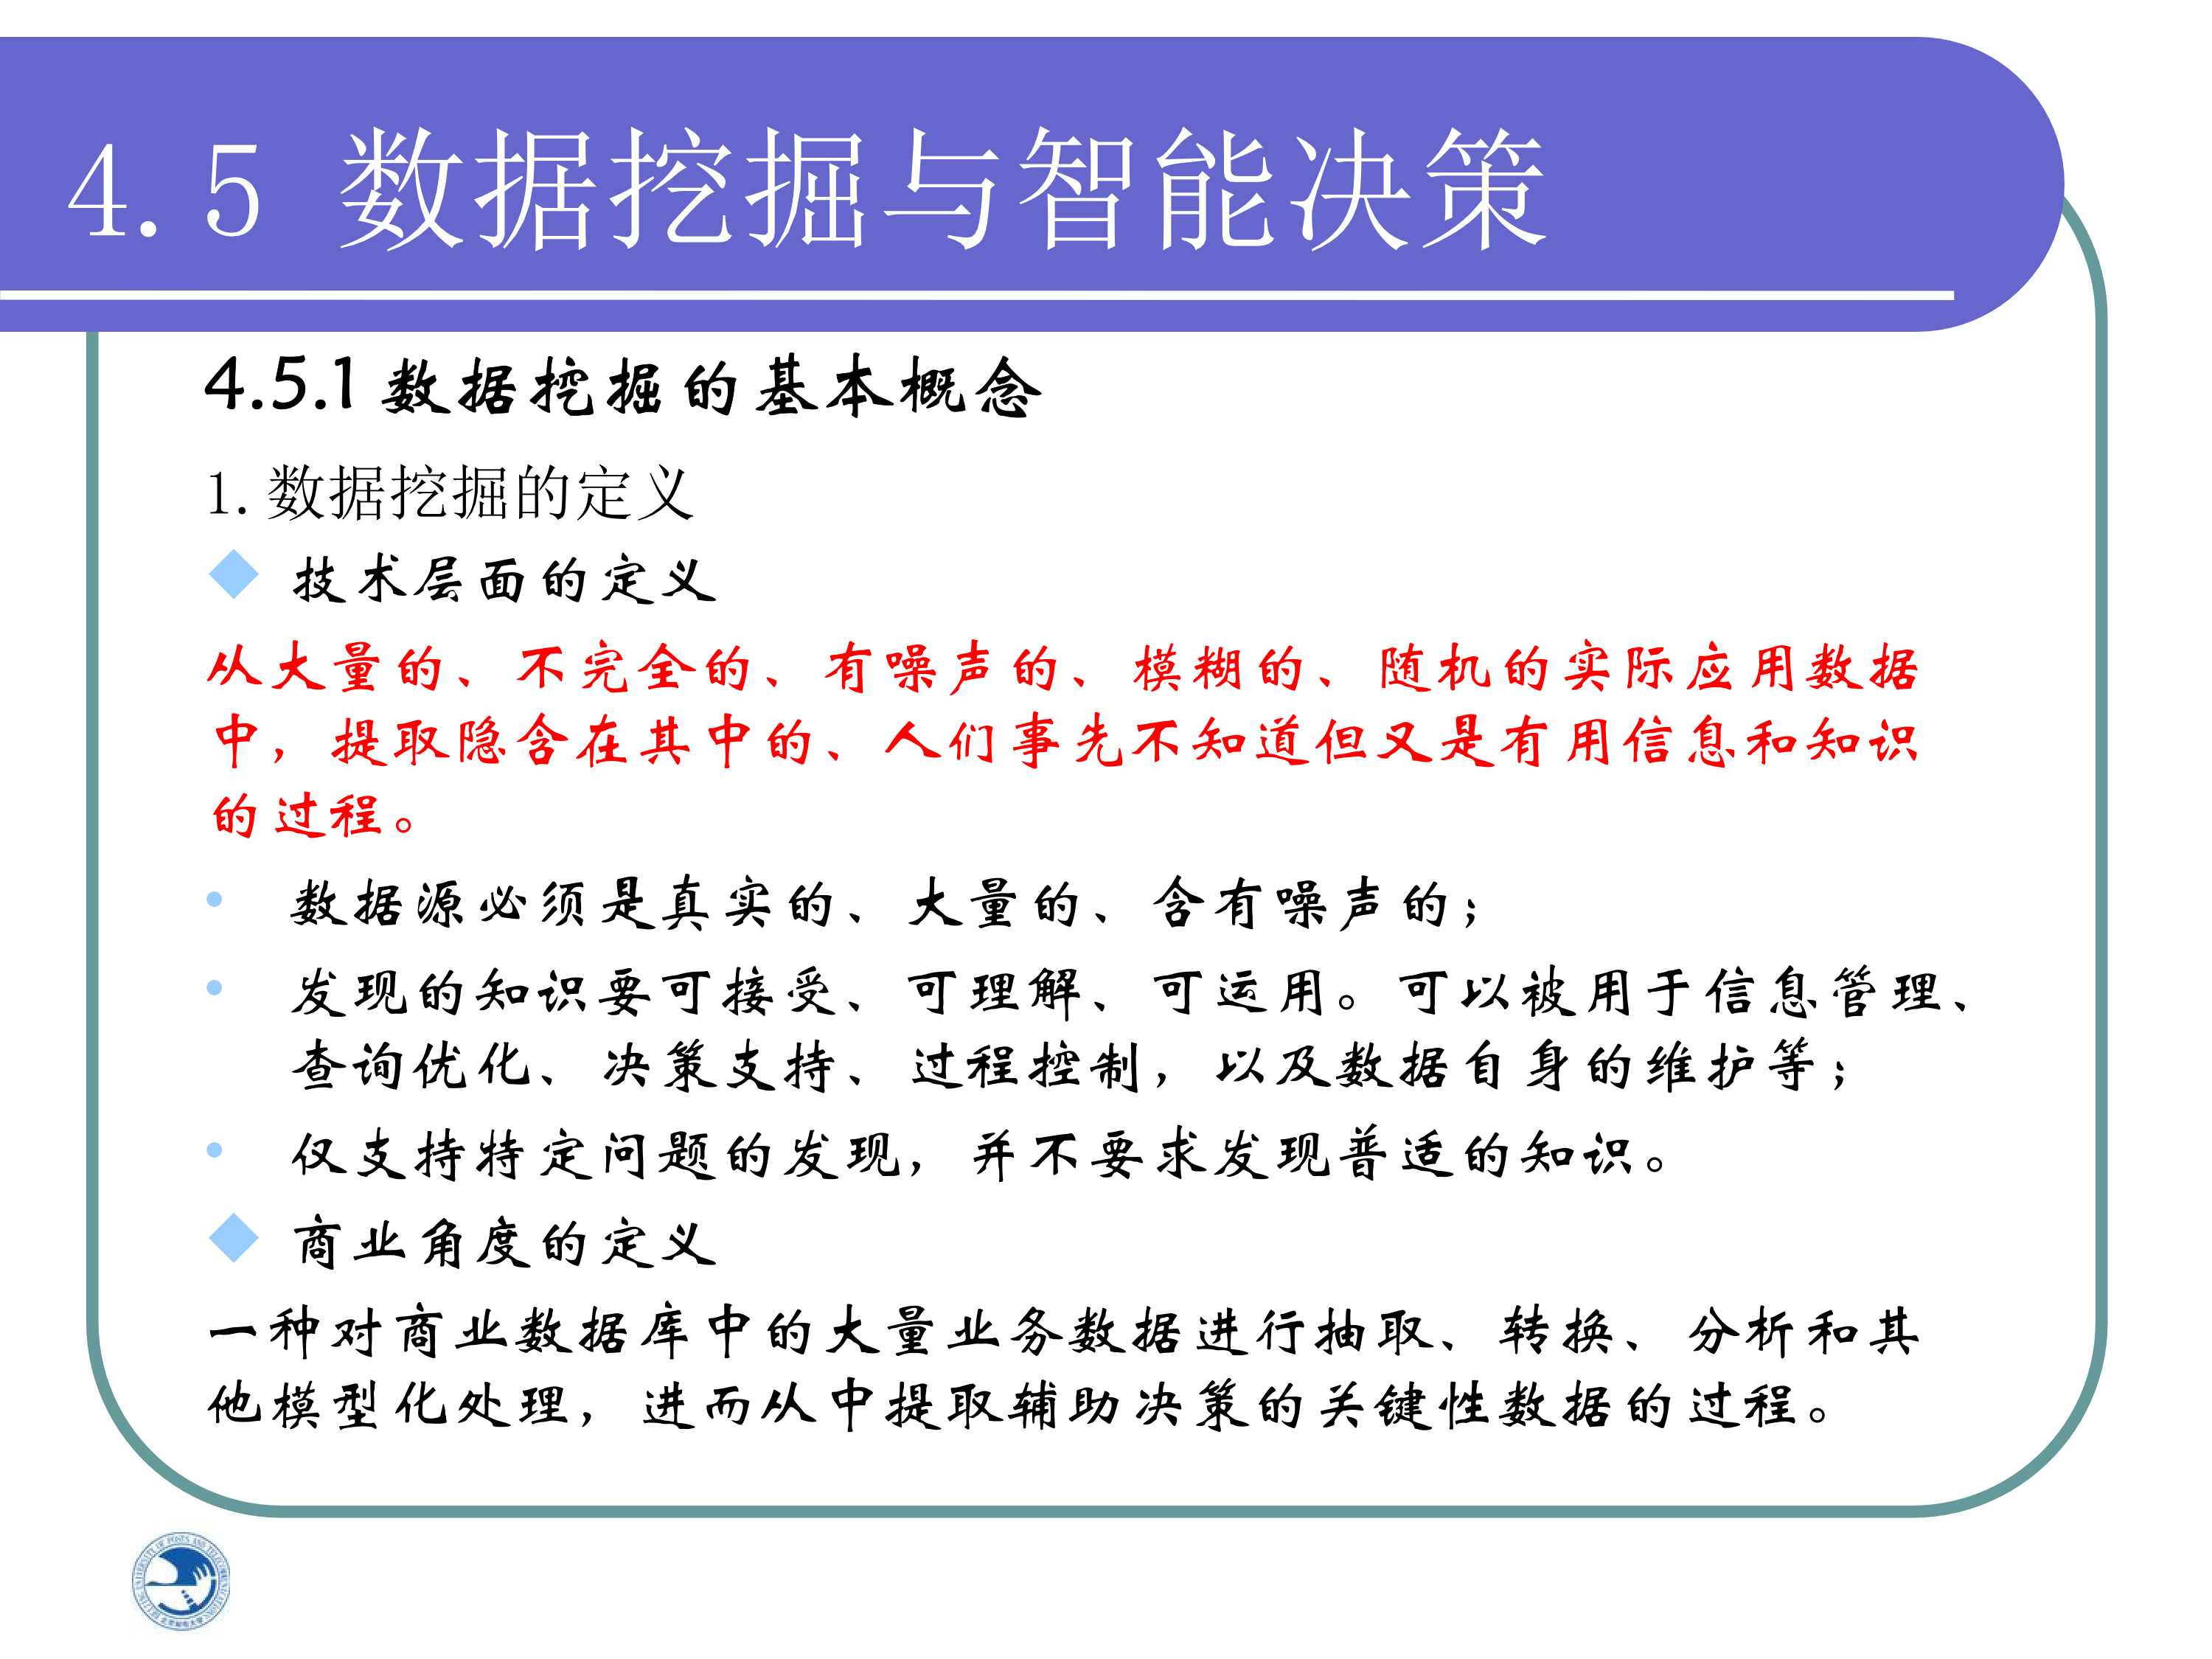 4.5 数据挖掘与智能决策
4.5.1数据挖掘的基本概念
1.数据挖掘的定义
技术层面的定义
从大量的、不完全的、有噪声的、模糊的、随机的实际应用数据
中，提取隐含在其中的、人们事先不知道但又是有用信息和知识
的过程。
数据源必须是真实的、大量的、含有噪声的；
发现的知识要可接受、可理解、可运用。可以被用于信息管理、
查询优化、决策支持、过程控制，以及数据自身的维护等；
仅支持特定问题的发现，并不要求发现普适的知识。
商业角度的定义
一种对商业数据库中的大量业务数据进行抽取、转换、分析和其
他模型化处理，进而从中提取辅助决策的关键性数据的过程。